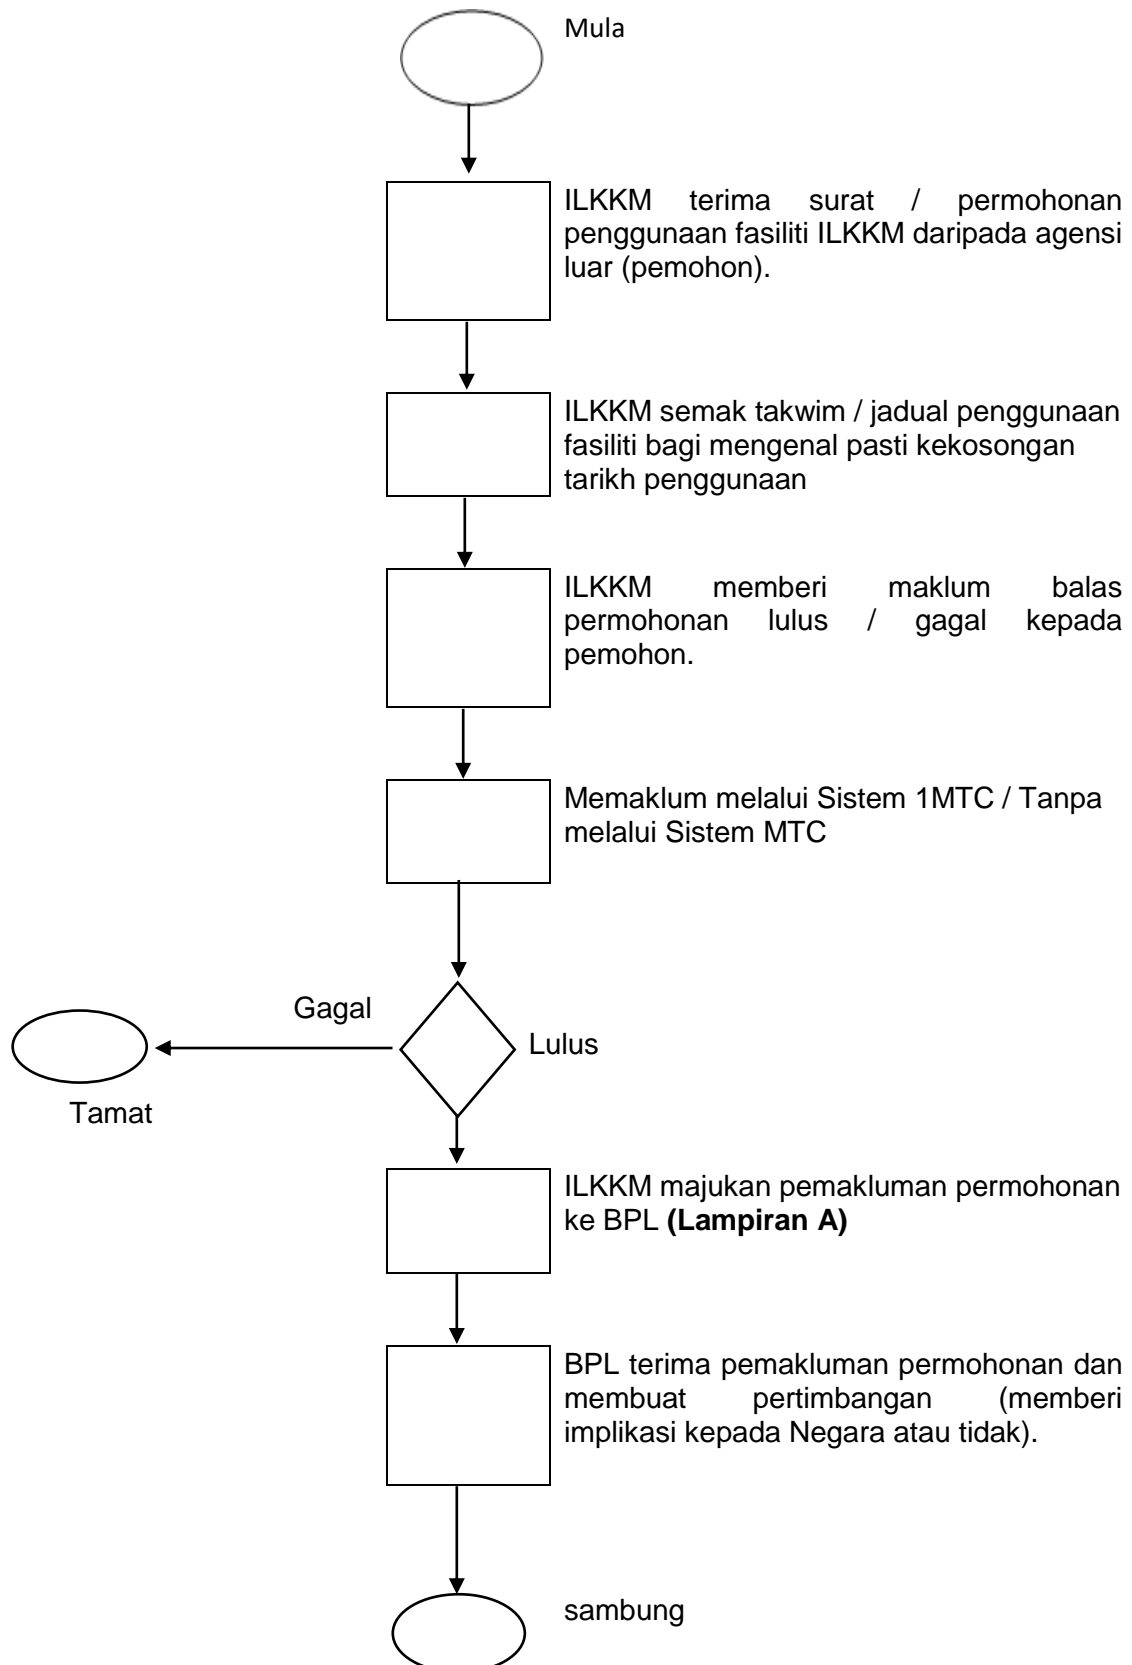 Mula
ILKKM terima surat / permohonan
penggunaan fasiliti ILKKM daripada agensi
luar (pemohon).
ILKKM semak takwim / jadual penggunaan
fasiliti bagi mengenal pasti kekosongan
tarikh penggunaan
ILKKM memberi maklum balas
permohonan lulus / gagal kepada
pemohon.
Memaklum melalui Sistem 1MTC / Tanpa
melalui Sistem MTC
Gagal
Lulus
Tamat
ILKKM majukan pemakluman permohonan
ke BPL (Lampiran A)
BPL terima pemakluman permohonan dan
membuat pertimbangan (memberi
implikasi kepada Negara atau tidak).
sambung